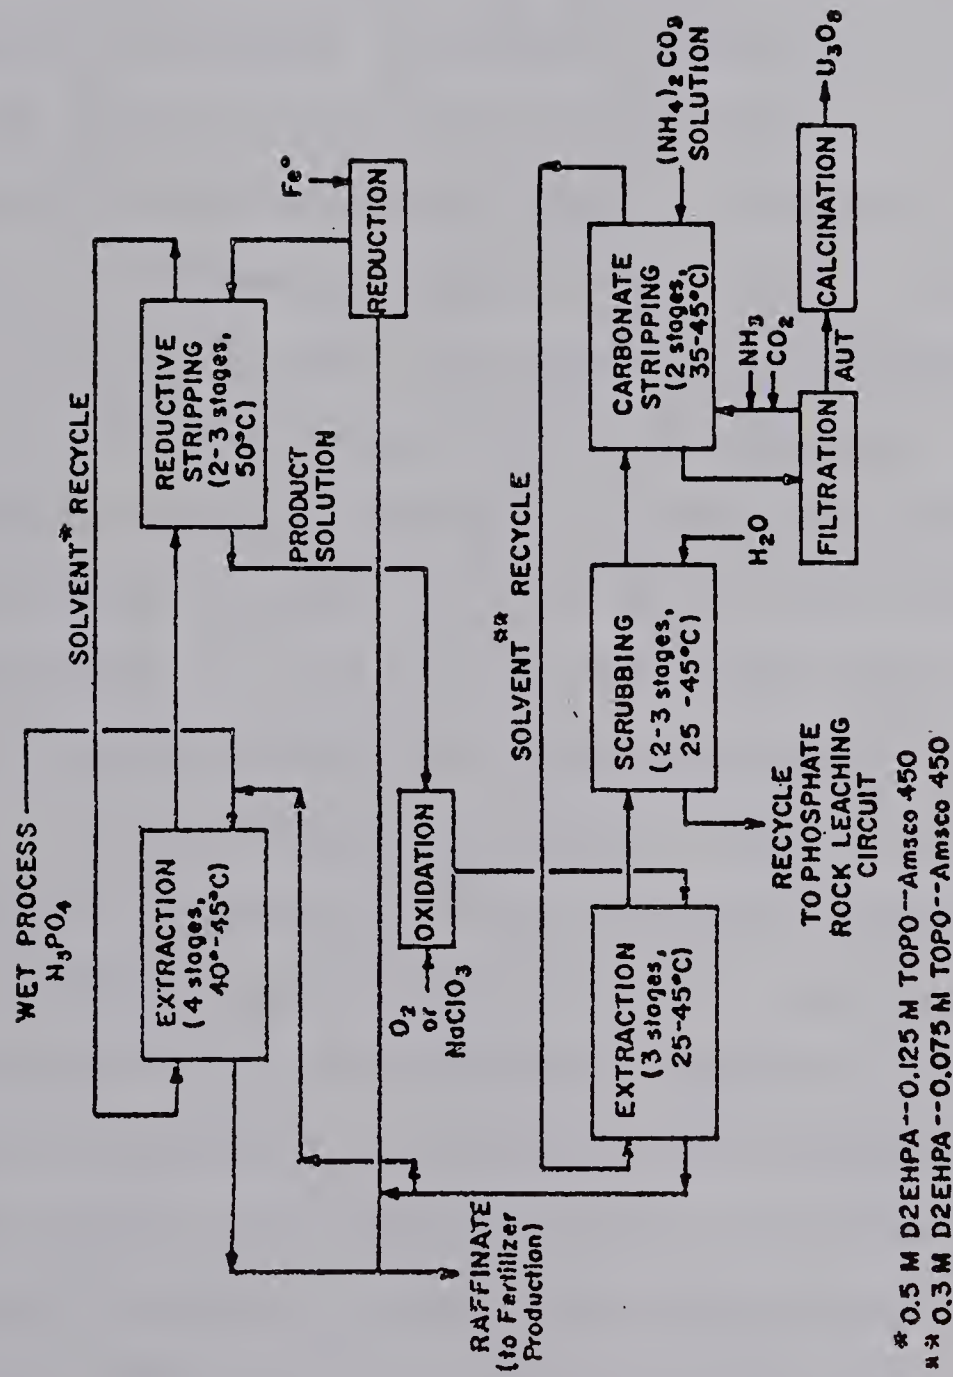 WET PROCESS
H₃PO₄
SOLVENT* RECYCLE
EXTRACTION
(4 stages,
40°-45°C)
REDUCTIVE
STRIPPING
(2-3 stages,
50°C)
PRODUCT
SOLUTION
Fe°
REDUCTION
O₂
or
NaClO₃
OXIDATION
RAFFINATE
(to Fertilizer
Production)
SOLVENT** RECYCLE
EXTRACTION
(3 stages,
25-45°C)
SCRUBBING
(2-3 stages,
25-45°C)
CARBONATE
STRIPPING
(2 stages,
35-45°C)
(NH₄)₂CO₃
SOLUTION
H₂O
NH₃
CO₂
RECYCLE
TO PHOSPHATE
ROCK LEACHING
CIRCUIT
FILTRATION
AUT
CALCINATION
U₃O₈
* 0.5 M D2EHPA--0.125 M TOPO--Amsco 450
** 0.3 M D2EHPA--0.075 M TOPO--Amsco 450